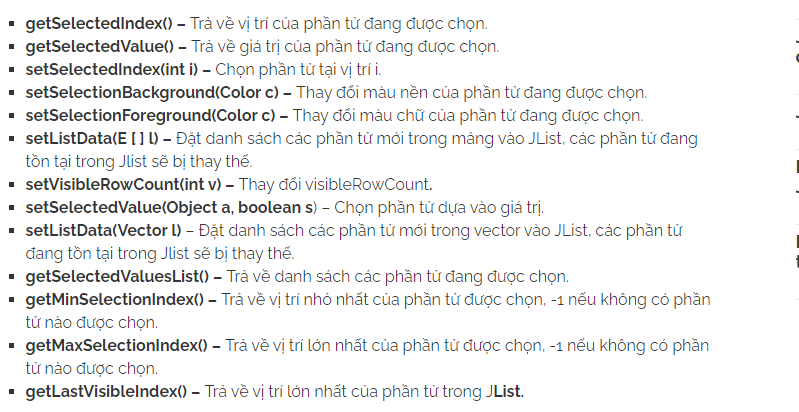 ▪ getSelectedIndex() – Trả về vị trí của phần tử đang được chọn.
▪ getSelectedValue() – Trả về giá trị của phần tử đang được chọn.
▪ setSelectedIndex(int i) – Chọn phần tử tại vị trí i.
▪ setSelectionBackground(Color c) – Thay đổi màu nền của phần tử đang được chọn.
▪ setSelectionForeground(Color c) – Thay đổi màu chữ của phần tử đang được chọn.
▪ setListData(E [ ] l) – Đặt danh sách các phần tử mới trong mảng vào JList, các phần tử đang
tồn tại trong Jlist sẽ bị thay thế.
▪ setVisibleRowCount(int v) – Thay đổi visibleRowCount.
▪ setSelectedValue(Object a, boolean s) – Chọn phần tử dựa vào giá trị.
▪ setListData(Vector l) – Đặt danh sách các phần tử mới trong vector vào JList, các phần tử
đang tồn tại trong Jlist sẽ bị thay thế.
▪ getSelectedValuesList() – Trả về danh sách các phần tử đang được chọn.
▪ getMinSelectionIndex() – Trả về vị trí nhỏ nhất của phần tử được chọn, -1 nếu không có phần
tử nào được chọn.
▪ getMaxSelectionIndex() – Trả về vị trí lớn nhất của phần tử được chọn, -1 nếu không có phần
tử nào được chọn.
▪ getLastVisibleIndex() – Trả về vị trí lớn nhất của phần tử trong JList.